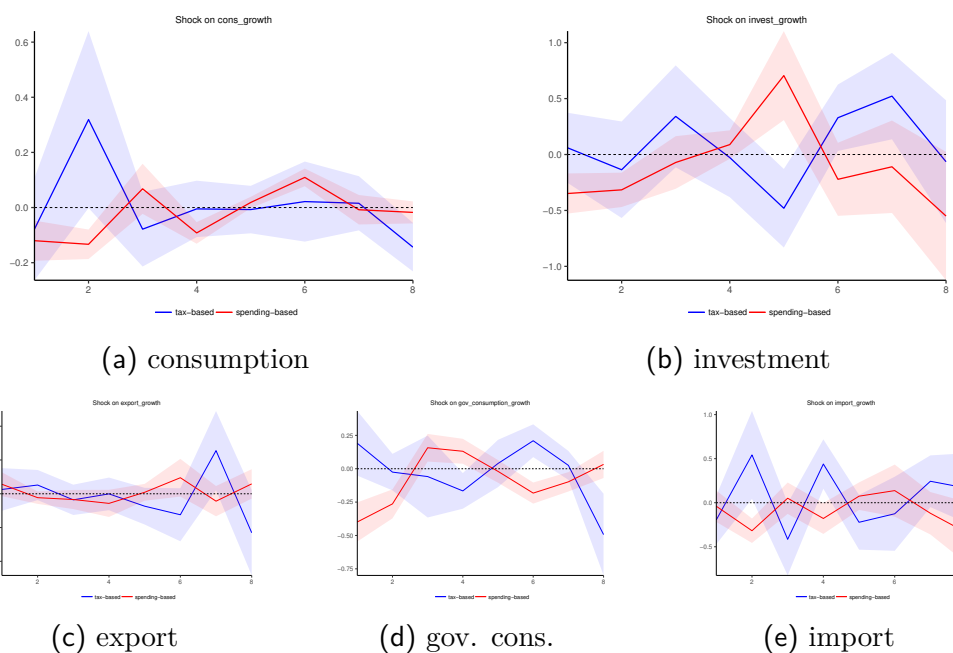 Shock on cons_growth
0.6
0.4
0.2
0.0
−0.2
2 4 6 8
tax−based spending−based
(a) consumption
Shock on invest_growth
1.0
0.5
0.0
−0.5
−1.0
2 4 6 8
tax−based spending−based
(b) investment
Shock on export_growth
2 4 6 8
tax−based spending−based
(c) export
Shock on gov_consumption_growth
0.25
0.00
−0.25
−0.50
−0.75
2 4 6 8
tax−based spending−based
(d) gov. cons.
Shock on import_growth
1.0
0.5
0.0
−0.5
2 4 6
tax−based spending−based
(e) import